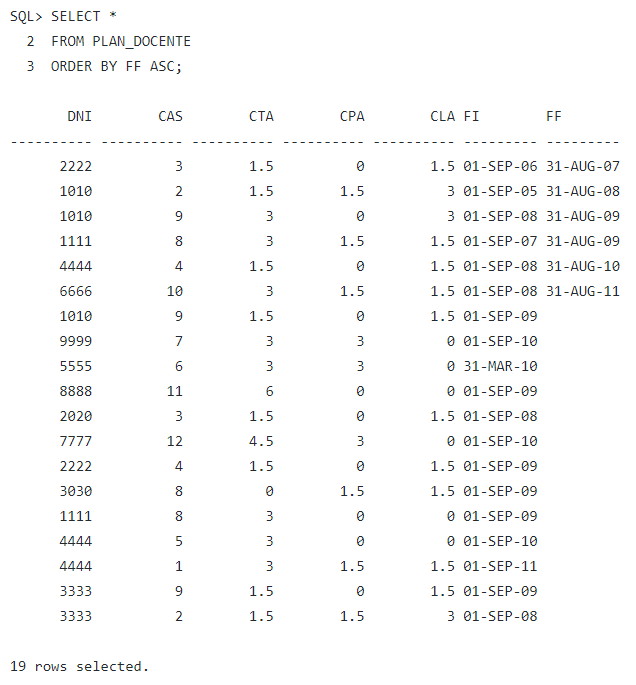 SQL> SELECT *
  2  FROM PLAN_DOCENTE
  3  ORDER BY FF ASC;
       DNI        CAS        CTA        CPA        CLA FI        FF
---------- ---------- ---------- ---------- ---------- --------- ---------
      2222          3        1.5          0        1.5 01-SEP-06 31-AUG-07
      1010          2        1.5        1.5          3 01-SEP-05 31-AUG-08
      1010          9          3          0          3 01-SEP-08 31-AUG-09
      1111          8          3        1.5        1.5 01-SEP-07 31-AUG-09
      4444          4        1.5          0        1.5 01-SEP-08 31-AUG-10
      6666         10          3        1.5        1.5 01-SEP-08 31-AUG-11
      1010          9        1.5          0        1.5 01-SEP-09
      9999          7          3          3          0 01-SEP-10
      5555          6          3          3          0 31-MAR-10
      8888         11          6          0          0 01-SEP-09
      2020          3        1.5          0        1.5 01-SEP-08
      7777         12        4.5          3          0 01-SEP-10
      2222          4        1.5          0        1.5 01-SEP-09
      3030          8          0        1.5        1.5 01-SEP-09
      1111          8          3          0          0 01-SEP-09
      4444          5          3          0          0 01-SEP-10
      4444          1          3        1.5        1.5 01-SEP-11
      3333          9        1.5          0        1.5 01-SEP-09
      3333          2        1.5        1.5          3 01-SEP-08
19 rows selected.